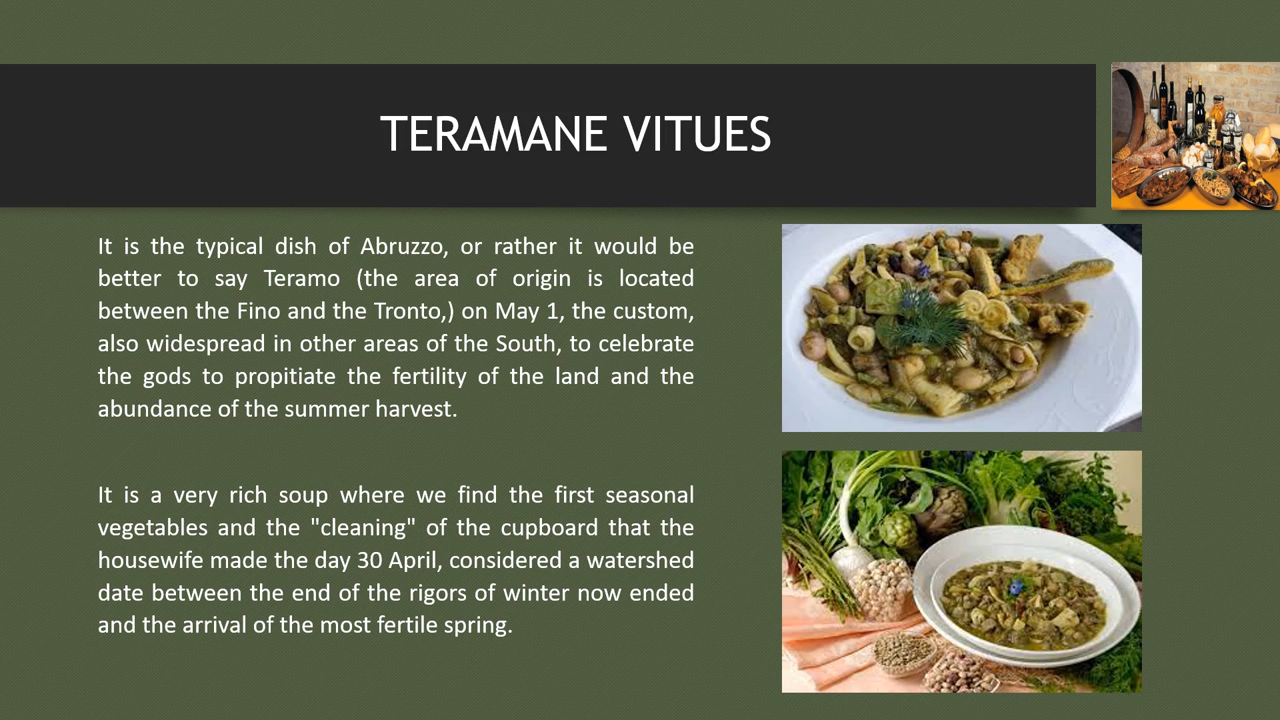 TERAMANE VITUES
It is the typical dish of Abruzzo, or rather it would be
better to say Teramo (the area of origin is located
between the Fino and the Tronto,) on May 1, the custom,
also widespread in other areas of the South, to celebrate
the gods to propitiate the fertility of the land and the
abundance of the summer harvest.
It is a very rich soup where we find the first seasonal
vegetables and the "cleaning" of the cupboard that the
housewife made the day 30 April, considered a watershed
date between the end of the rigors of winter now ended
and the arrival of the most fertile spring.